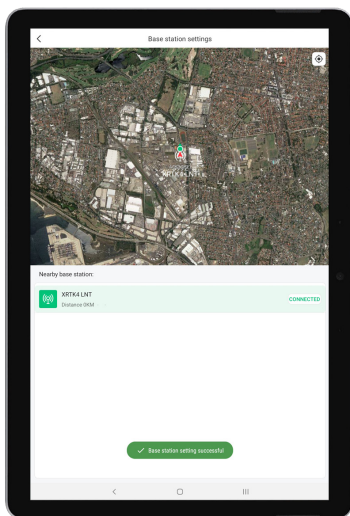 Base station settings
XRTK4 LNT
Nearby base station:
XRTK4 LNT
Distance 0KM
CONNECTED
Base station setting successful